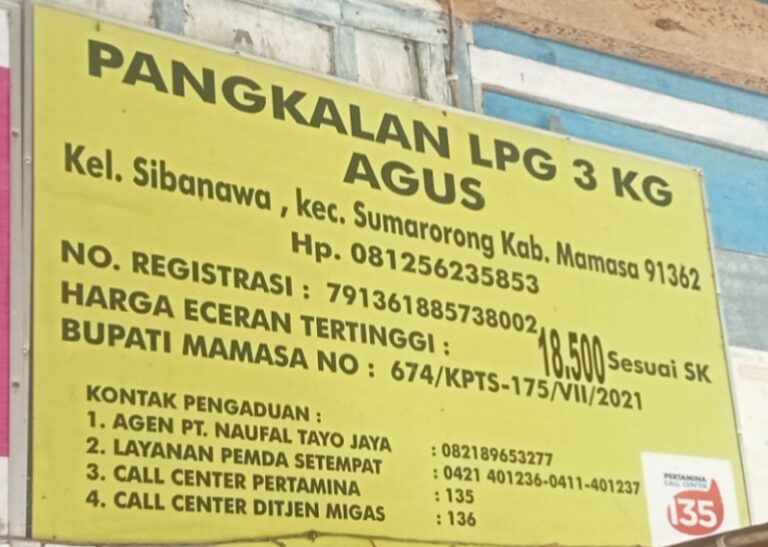 PANGKALAN LPG 3 KG
AGUS
Kel. Sibanawa , kec. Sumarorong Kab. Mamasa 91362
Hp. 081256235853
NO. REGISTRASI : 791361885738002
HARGA ECERAN TERTINGGI : 18.500 Sesuai SK
BUPATI MAMASA NO : 674/KPTS-175/VII/2021
KONTAK PENGADUAN :
1. AGEN PT. NAUFAL TAYO JAYA : 082189653277
2. LAYANAN PEMDA SETEMPAT : 0421 401236-0411-401237
3. CALL CENTER PERTAMINA : 135
4. CALL CENTER DITJEN MIGAS : 136
PERTAMINA
CALL CENTER
135